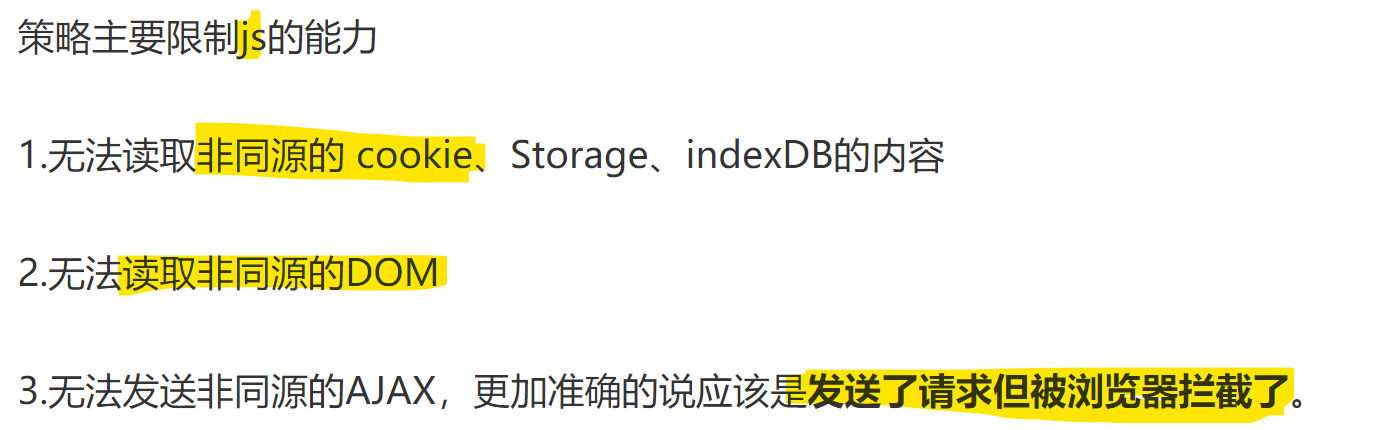 策略主要限制js的能力
1.无法读取非同源的 cookie、Storage、indexDB的内容
2.无法读取非同源的DOM
3.无法发送非同源的AJAX，更加准确的说应该是发送了请求但被浏览器拦截了。